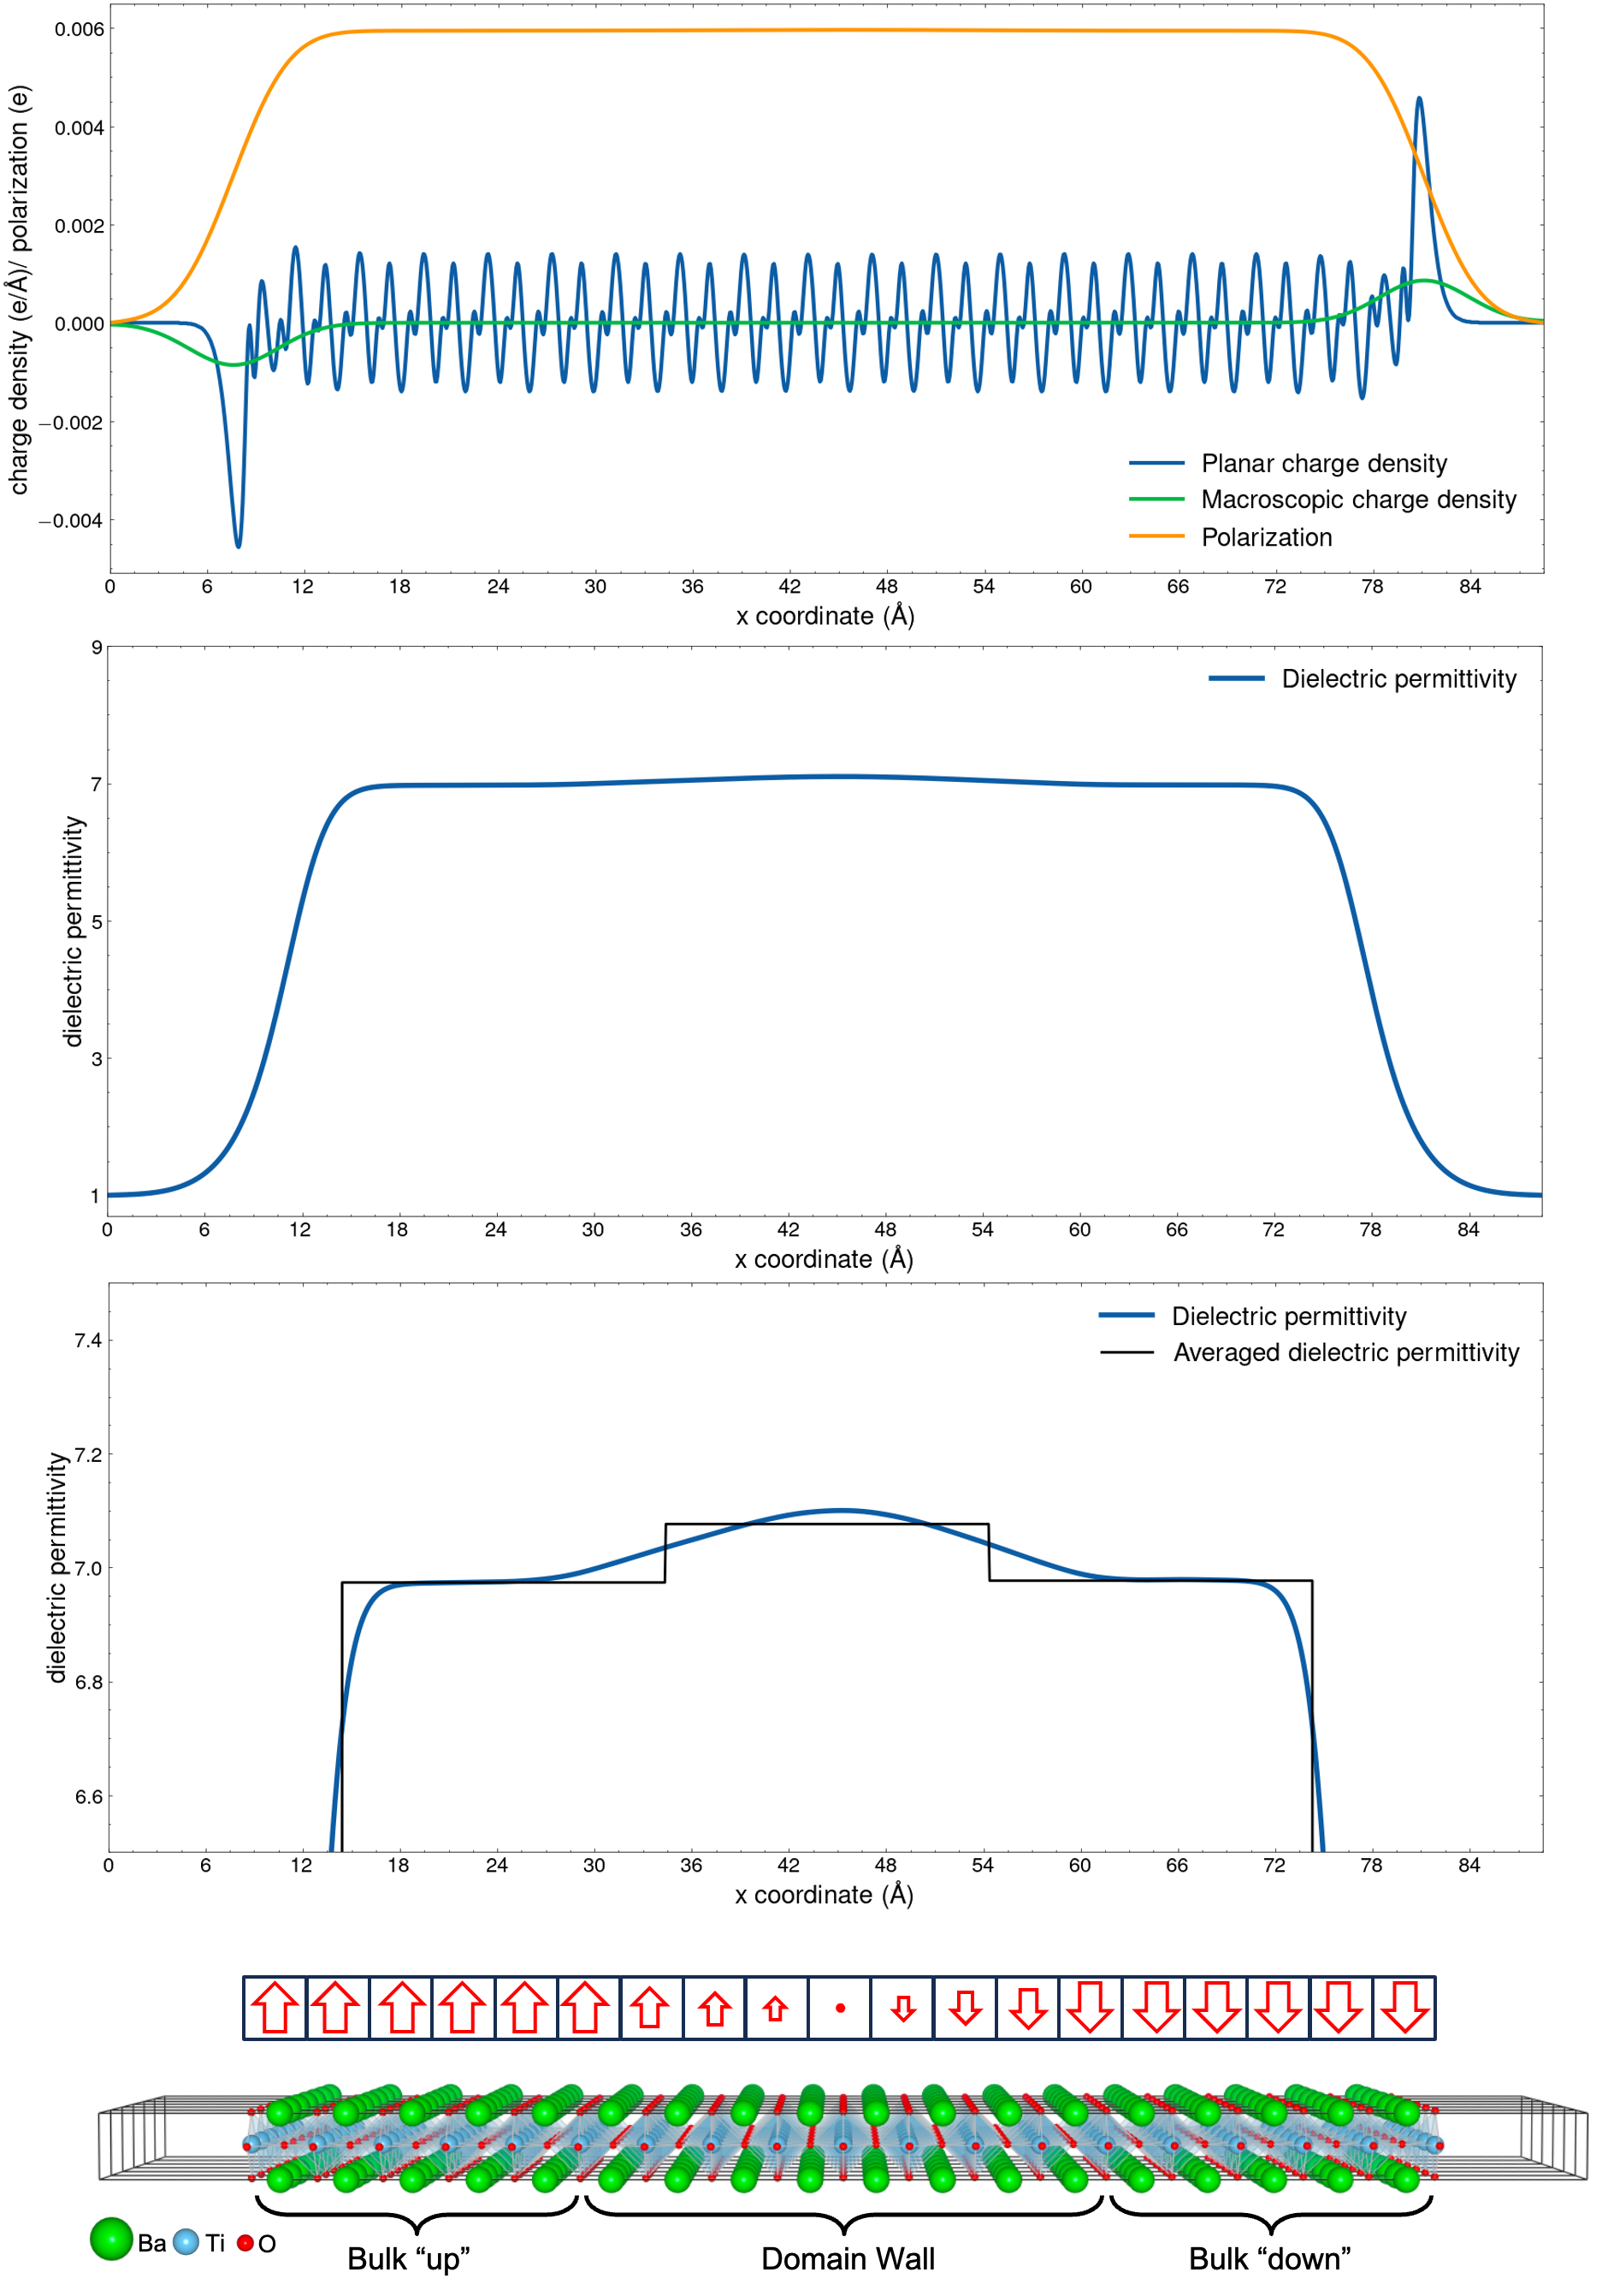 charge density (e/Å)/ polarization (e)
0.006
0.004
0.002
0.000
−0.002
−0.004
Planar charge density
Macroscopic charge density
Polarization
0 6 12 18 24 30 36 42 48 54 60 66 72 78 84
x coordinate (Å)
dielectric permittivity
9
7
5
3
1
Dielectric permittivity
0 6 12 18 24 30 36 42 48 54 60 66 72 78 84
x coordinate (Å)
dielectric permittivity
7.4
7.2
7.0
6.8
6.6
Dielectric permittivity
Averaged dielectric permittivity
0 6 12 18 24 30 36 42 48 54 60 66 72 78 84
x coordinate (Å)
Ba Ti O
Bulk “up” Domain Wall Bulk “down”